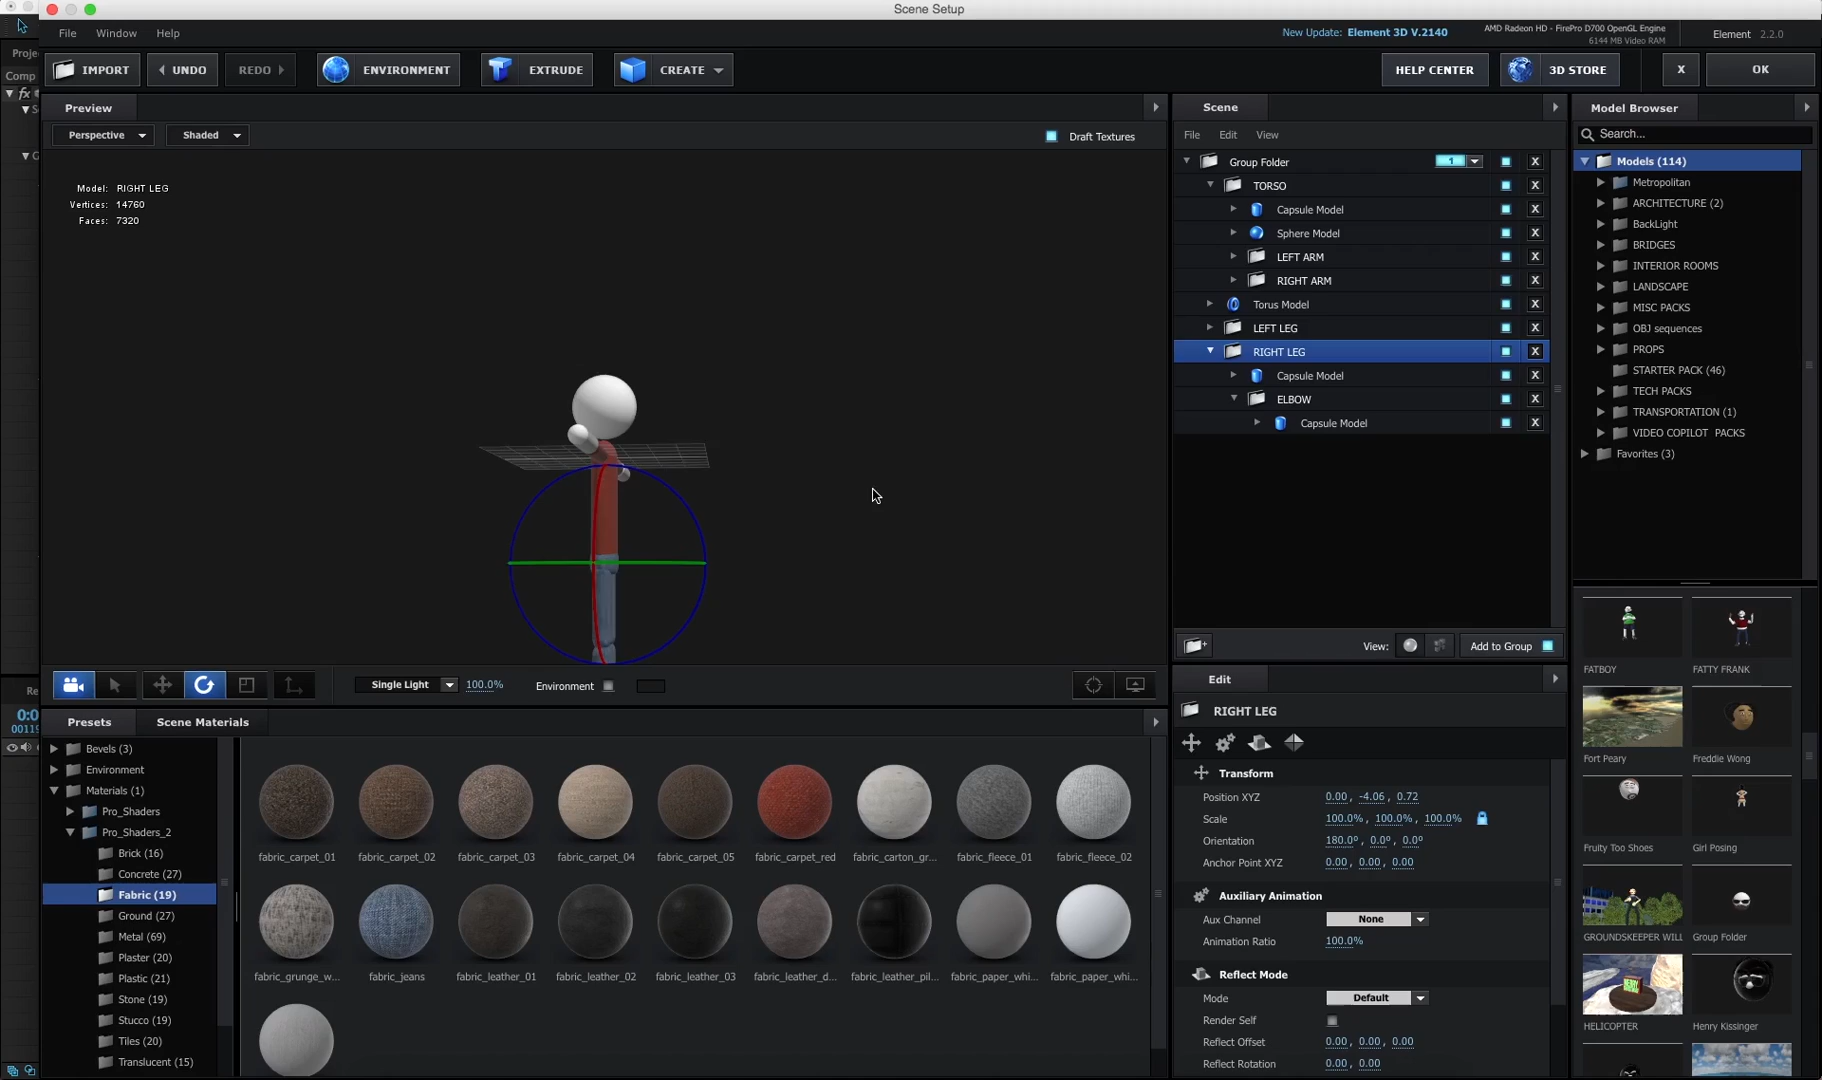 Scene Setup
File Window Help
New Update: Element 3D V.2140
AMD Radeon HD - FirePro D700 OpenGL Engine
6144 MB Video RAM
Element 2.2.0
IMPORT UNDO REDO ENVIRONMENT EXTRUDE CREATE HELP CENTER 3D STORE X OK
Preview
Perspective Shaded Draft Textures
Model: RIGHT LEG
Vertices: 14760
Faces: 7320
Single Light 100.0% Environment
Scene
File Edit View
Group Folder 1 X
TORSO X
Capsule Model X
Sphere Model X
LEFT ARM X
RIGHT ARM X
Torus Model X
LEFT LEG X
RIGHT LEG X
Capsule Model X
ELBOW X
Capsule Model X
View: Add to Group
Model Browser
Search...
Models (114)
Metropolitan
ARCHITECTURE (2)
BackLight
BRIDGES
INTERIOR ROOMS
LANDSCAPE
MISC PACKS
OBJ sequences
PROPS
STARTER PACK (46)
TECH PACKS
TRANSPORTATION (1)
VIDEO COPILOT PACKS
Favorites (3)
FATBOY FATTY FRANK
Fort Peary Freddie Wong
Fruity Too Shoes Girl Posing
GROUNDSKEEPER WILL Group Folder
HELICOPTER Henry Kissinger
Presets Scene Materials
Bevels (3)
Environment
Materials (1)
Pro_Shaders
Pro_Shaders_2
Brick (16)
Concrete (27)
Fabric (19)
Ground (27)
Metal (69)
Plaster (20)
Plastic (21)
Stone (19)
Stucco (19)
Tiles (20)
Translucent (15)
fabric_carpet_01 fabric_carpet_02 fabric_carpet_03 fabric_carpet_04 fabric_carpet_05 fabric_carpet_red fabric_carton_gr... fabric_fleece_01 fabric_fleece_02
fabric_grunge_w... fabric_jeans fabric_leather_01 fabric_leather_02 fabric_leather_03 fabric_leather_d... fabric_leather_pil... fabric_paper_whi... fabric_paper_whi...
Edit
RIGHT LEG
Transform
Position XYZ 0.00, -4.06, 0.72
Scale 100.0%, 100.0%, 100.0%
Orientation 180.0°, 0.0°, 0.0°
Anchor Point XYZ 0.00, 0.00, 0.00
Auxiliary Animation
Aux Channel None
Animation Ratio 100.0%
Reflect Mode
Mode Default
Render Self
Reflect Offset 0.00, 0.00, 0.00
Reflect Rotation 0.00, 0.00
Proje
Comp
fx
Re
0:0
0011